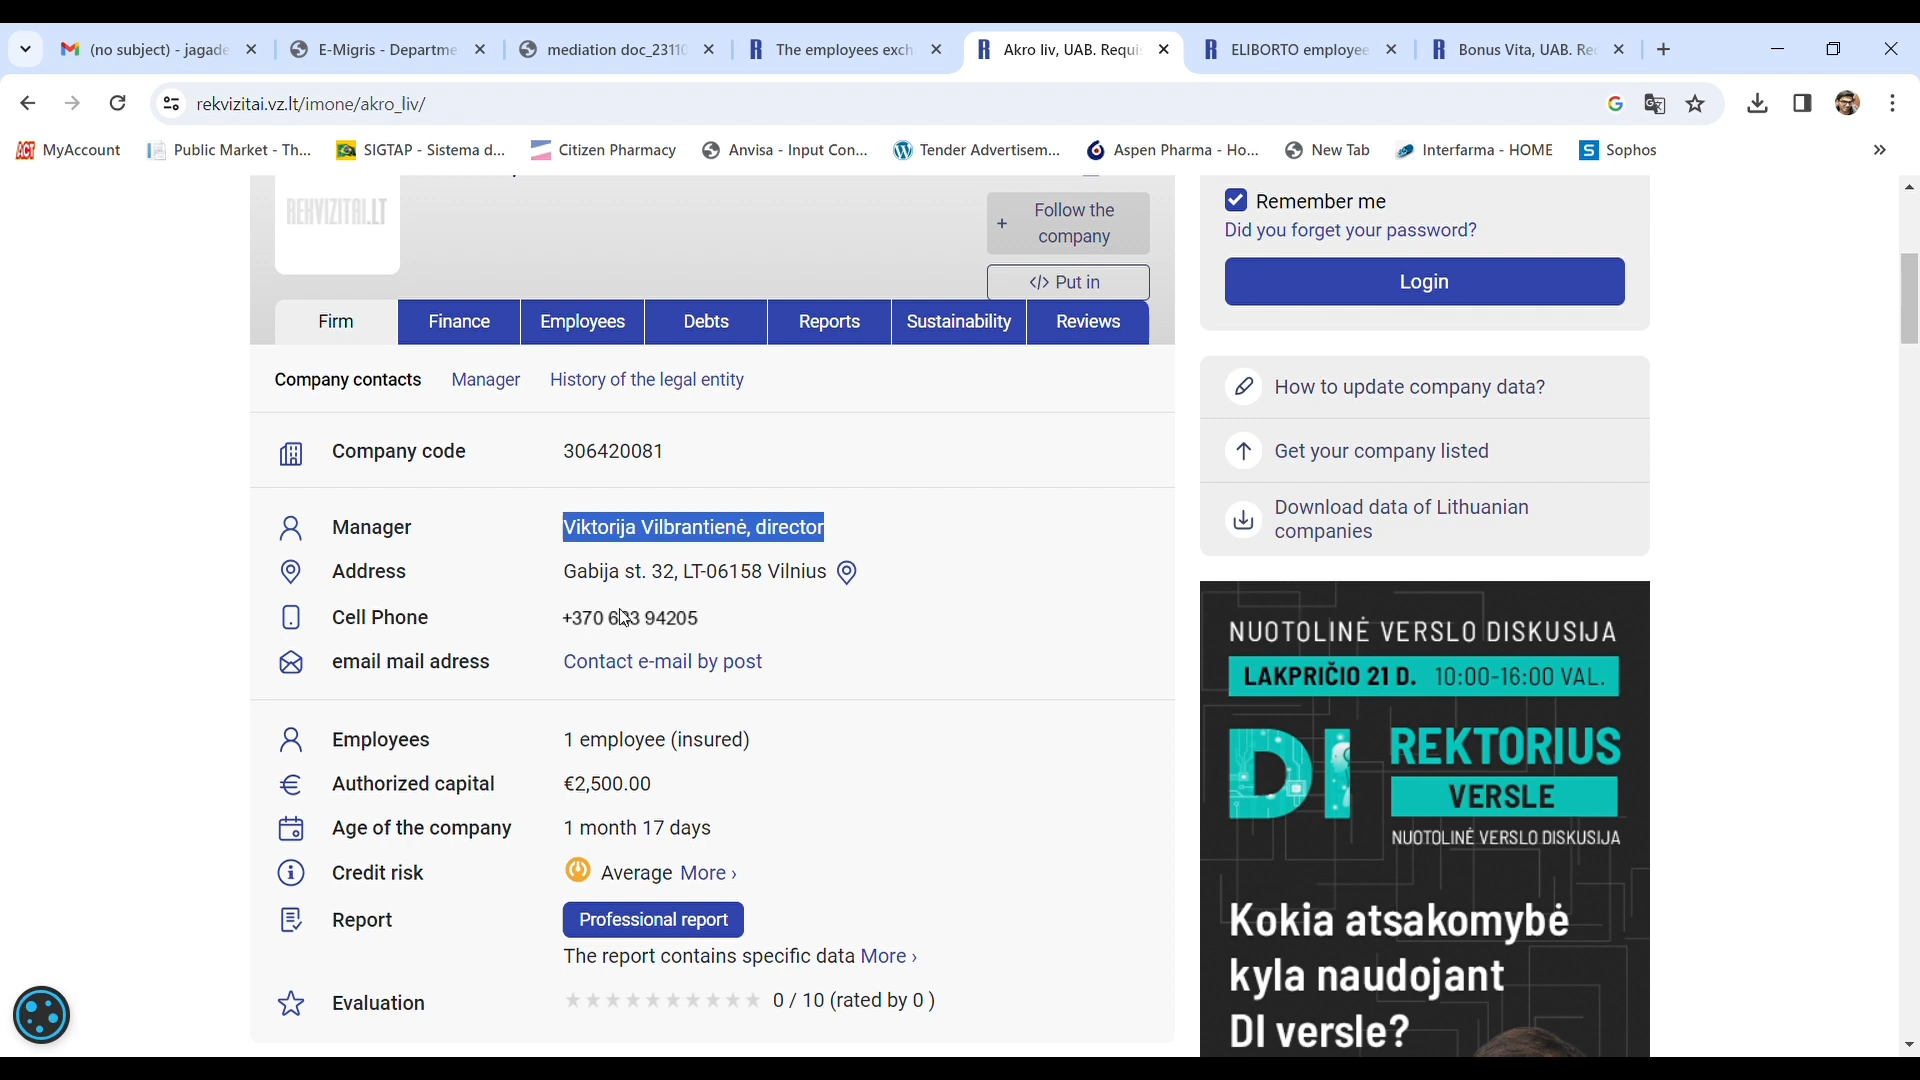 (no subject) - jagade
E-Migris - Departme
mediation doc_23110
The employees exch
Akro liv, UAB. Requi
ELIBORTO employee
Bonus Vita, UAB. Re
rekvizitai.vz.lt/imone/akro_liv/
MyAccount
Public Market - Th...
SIGTAP - Sistema d...
Citizen Pharmacy
Anvisa - Input Con...
Tender Advertisem...
Aspen Pharma - Ho...
New Tab
Interfarma - HOME
Sophos
REKVIZITAI.LT
+ Follow the
company
</> Put in
Firm
Finance
Employees
Debts
Reports
Sustainability
Reviews
Company contacts
Manager
History of the legal entity
Company code 306420081
Manager Viktorija Vilbrantienė, director
Address Gabija st. 32, LT-06158 Vilnius
Cell Phone +370 6 3 94205
email mail adress Contact e-mail by post
Employees 1 employee (insured)
Authorized capital €2,500.00
Age of the company 1 month 17 days
Credit risk Average More ›
Report Professional report
The report contains specific data More ›
Evaluation 0 / 10 (rated by 0 )
Remember me
Did you forget your password?
Login
How to update company data?
Get your company listed
Download data of Lithuanian
companies
NUOTOLINĖ VERSLO DISKUSIJA
LAKPRIČIO 21 D. 10:00-16:00 VAL.
DI REKTORIUS
VERSLE
NUOTOLINĖ VERSLO DISKUSIJA
Kokia atsakomybė
kyla naudojant
DI versle?